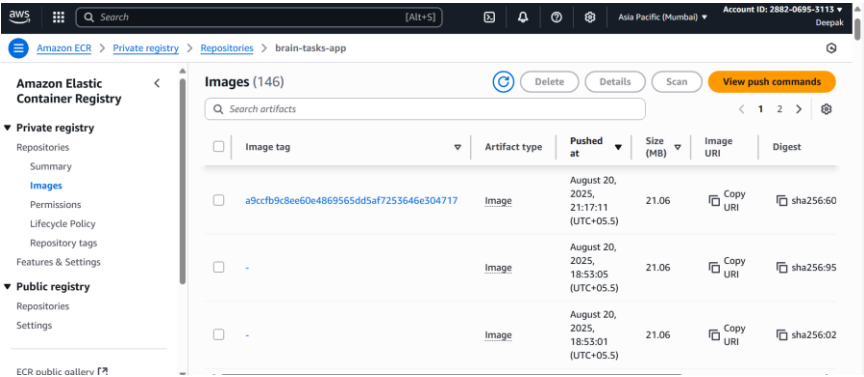 aws
Search
[Alt+S]
Asia Pacific (Mumbai)
Account ID: 2882-0695-3113
Deepak
Amazon ECR > Private registry > Repositories > brain-tasks-app
Amazon Elastic
Container Registry
Private registry
Repositories
Summary
Images
Permissions
Lifecycle Policy
Repository tags
Features & Settings
Public registry
Repositories
Settings
ECR public gallery
Images (146)
Delete
Details
Scan
View push commands
Search artifacts
< 1 2 >
Image tag
Artifact type
Pushed
at
Size
(MB)
Image
URI
Digest
a9ccfb9c8ee60e4869565dd5af7253646e304717
Image
August 20,
2025,
21:17:11
(UTC+05.5)
21.06
Copy
URI
sha256:60
-
Image
August 20,
2025,
18:53:05
(UTC+05.5)
21.06
Copy
URI
sha256:95
-
Image
August 20,
2025,
18:53:01
(UTC+05.5)
21.06
Copy
URI
sha256:02